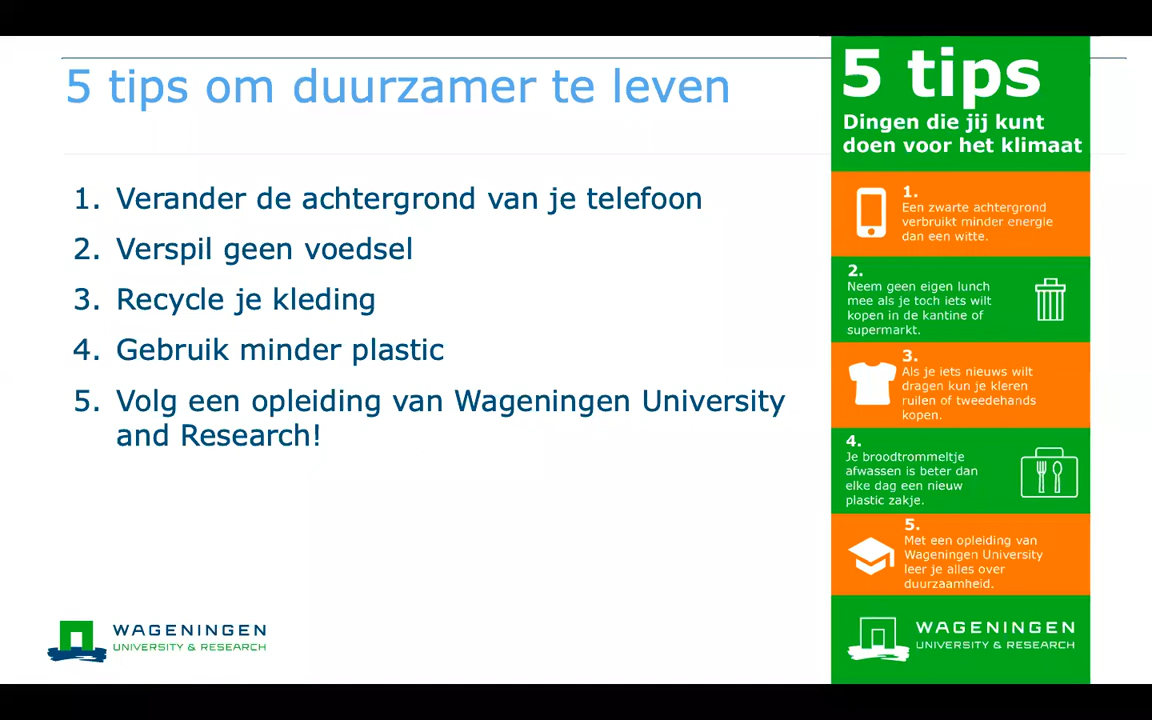 5 tips om duurzamer te leven
1. Verander de achtergrond van je telefoon
2. Verspil geen voedsel
3. Recycle je kleding
4. Gebruik minder plastic
5. Volg een opleiding van Wageningen University
and Research!
WAGENINGEN
UNIVERSITY & RESEARCH
5 tips
Dingen die jij kunt
doen voor het klimaat
1.
Een zwarte achtergrond
verbruikt minder energie
dan een witte.
2.
Neem geen eigen lunch
mee als je toch iets wilt
kopen in de kantine of
supermarkt.
3.
Als je iets nieuws wilt
dragen kun je kleren
ruilen of tweedehands
kopen.
4.
Je broodtrommeltje
afwassen is beter dan
elke dag een nieuw
plastic zakje.
5.
Met een opleiding van
Wageningen University
leer je alles over
duurzaamheid.
WAGENINGEN
UNIVERSITY & RESEARCH